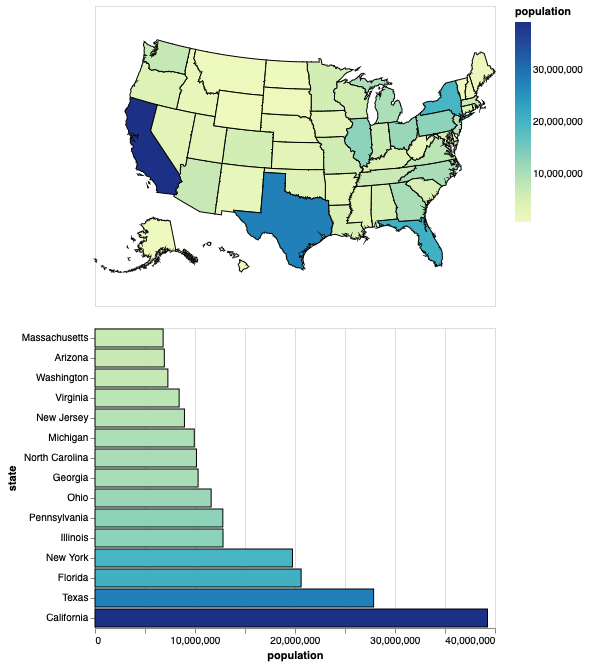 population
30,000,000
20,000,000
10,000,000
Massachusetts
Arizona
Washington
Virginia
New Jersey
Michigan
North Carolina
Georgia
Ohio
Pennsylvania
Illinois
New York
Florida
Texas
California
state
0 10,000,000 20,000,000 30,000,000 40,000,000
population